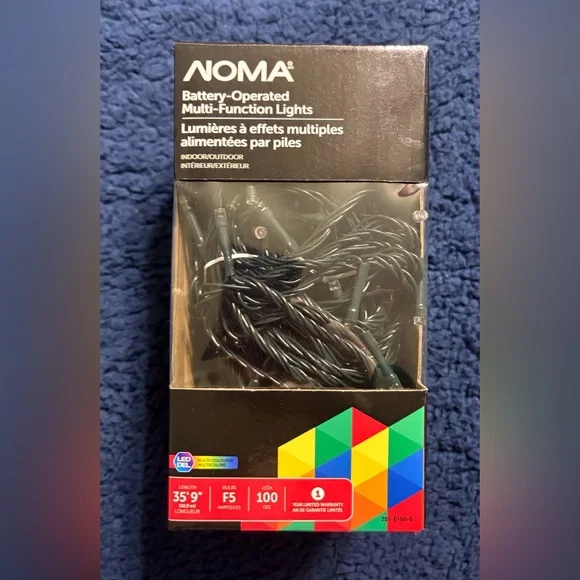 NOMA®
Battery-Operated
Multi-Function Lights
Lumières à effets multiples
alimentées par piles
INDOOR/OUTDOOR
INTÉRIEUR/EXTÉRIEUR
LED
DEL
MULTI-COLOURED
MULTICOLORE
LENGTH
35'9"
(10,9 m)
LONGUEUR
BULBS
F5
AMPOULES
LEDs
100
DEL
1
YEAR LIMITED WARRANTY
AN DE GARANTIE LIMITÉE